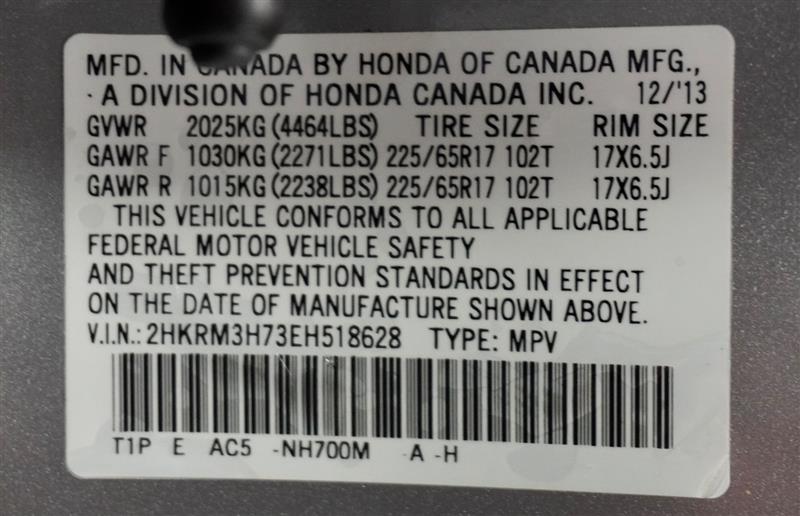 MFD. IN CANADA BY HONDA OF CANADA MFG.,
A DIVISION OF HONDA CANADA INC. 12/'13
GVWR 2025KG (4464LBS) TIRE SIZE RIM SIZE
GAWR F 1030KG (2271LBS) 225/65R17 102T 17X6.5J
GAWR R 1015KG (2238LBS) 225/65R17 102T 17X6.5J
THIS VEHICLE CONFORMS TO ALL APPLICABLE
FEDERAL MOTOR VEHICLE SAFETY
AND THEFT PREVENTION STANDARDS IN EFFECT
ON THE DATE OF MANUFACTURE SHOWN ABOVE.
V.I.N.: 2HKRM3H73EH518628 TYPE: MPV
T1P E AC5 -NH700M A -H